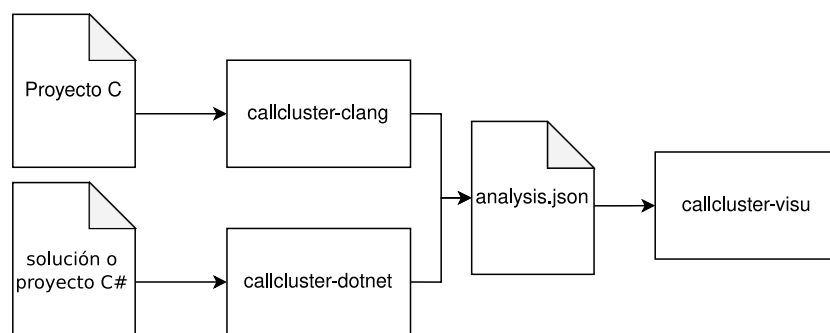 Proyecto C
callcluster-clang
solución o
proyecto C#
callcluster-dotnet
analysis.json
callcluster-visu